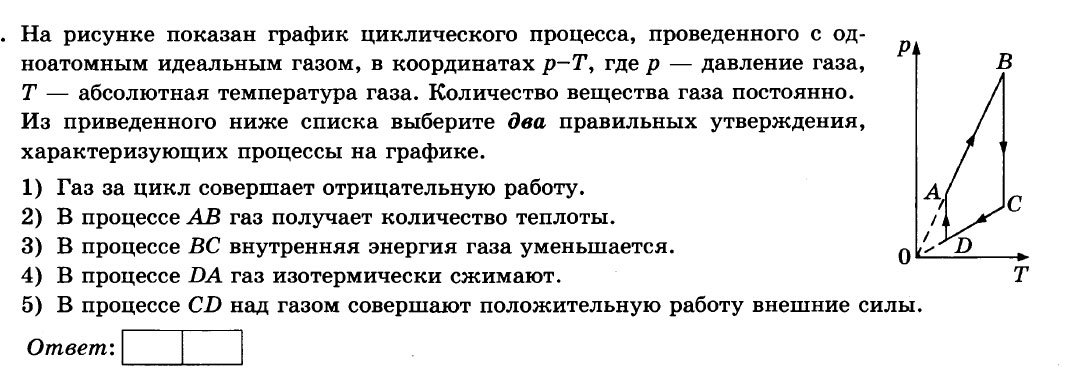 . На рисунке показан график циклического процесса, проведенного с од-
ноатомным идеальным газом, в координатах p–T, где p — давление газа,
T — абсолютная температура газа. Количество вещества газа постоянно.
Из приведенного ниже списка выберите два правильных утверждения,
характеризующих процессы на графике.
1) Газ за цикл совершает отрицательную работу.
2) В процессе AB газ получает количество теплоты.
3) В процессе BC внутренняя энергия газа уменьшается.
4) В процессе DA газ изотермически сжимают.
5) В процессе CD над газом совершают положительную работу внешние силы.
Ответ:
p
B
A
C
D
0
T